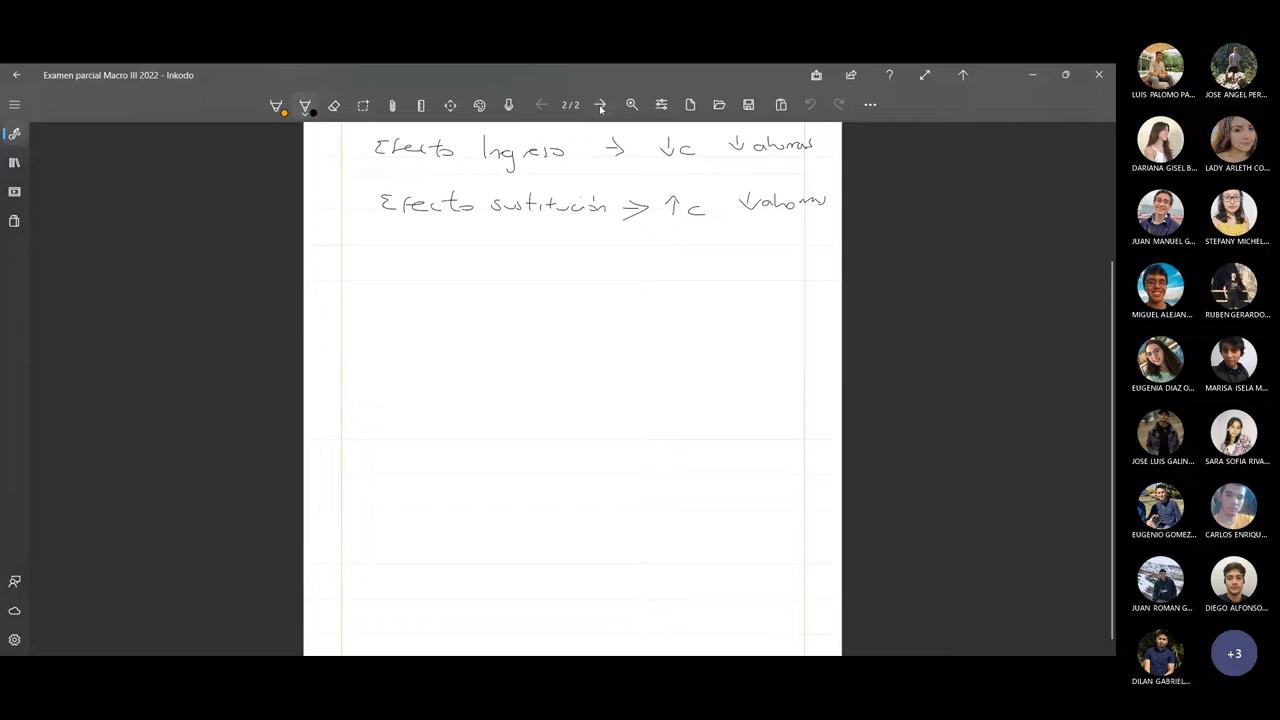 Examen parcial Macro III 2022 - Inkodo
2/2
Efecto Ingreso → ↓c ↓ahorros
Efecto sustitución → ↑c ↓ahorro
LUIS PALOMO PA...
JOSE ANGEL PER...
DARIANA GISEL B...
LADY ARLETH CO...
JUAN MANUEL G...
STEFANY MICHEL...
MIGUEL ALEJAN...
RUBEN GERARDO...
EUGENIA DIAZ O...
MARISA ISELA M...
JOSE LUIS GALIN...
SARA SOFIA RIVA...
EUGENIO GOMEZ...
CARLOS ENRIQU...
JUAN ROMAN G...
DIEGO ALFONSO...
DILAN GABRIEL...
+3